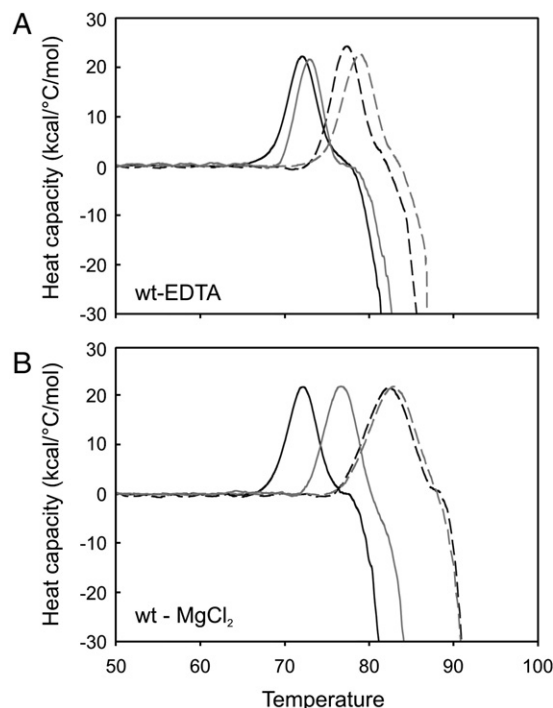 A
30
20
10
0
-10
-20
-30
Heat capacity (kcal/°C/mol)
wt-EDTA
B
30
20
10
0
-10
-20
-30
Heat capacity (kcal/°C/mol)
wt - MgCl₂
50 60 70 80 90 100
Temperature